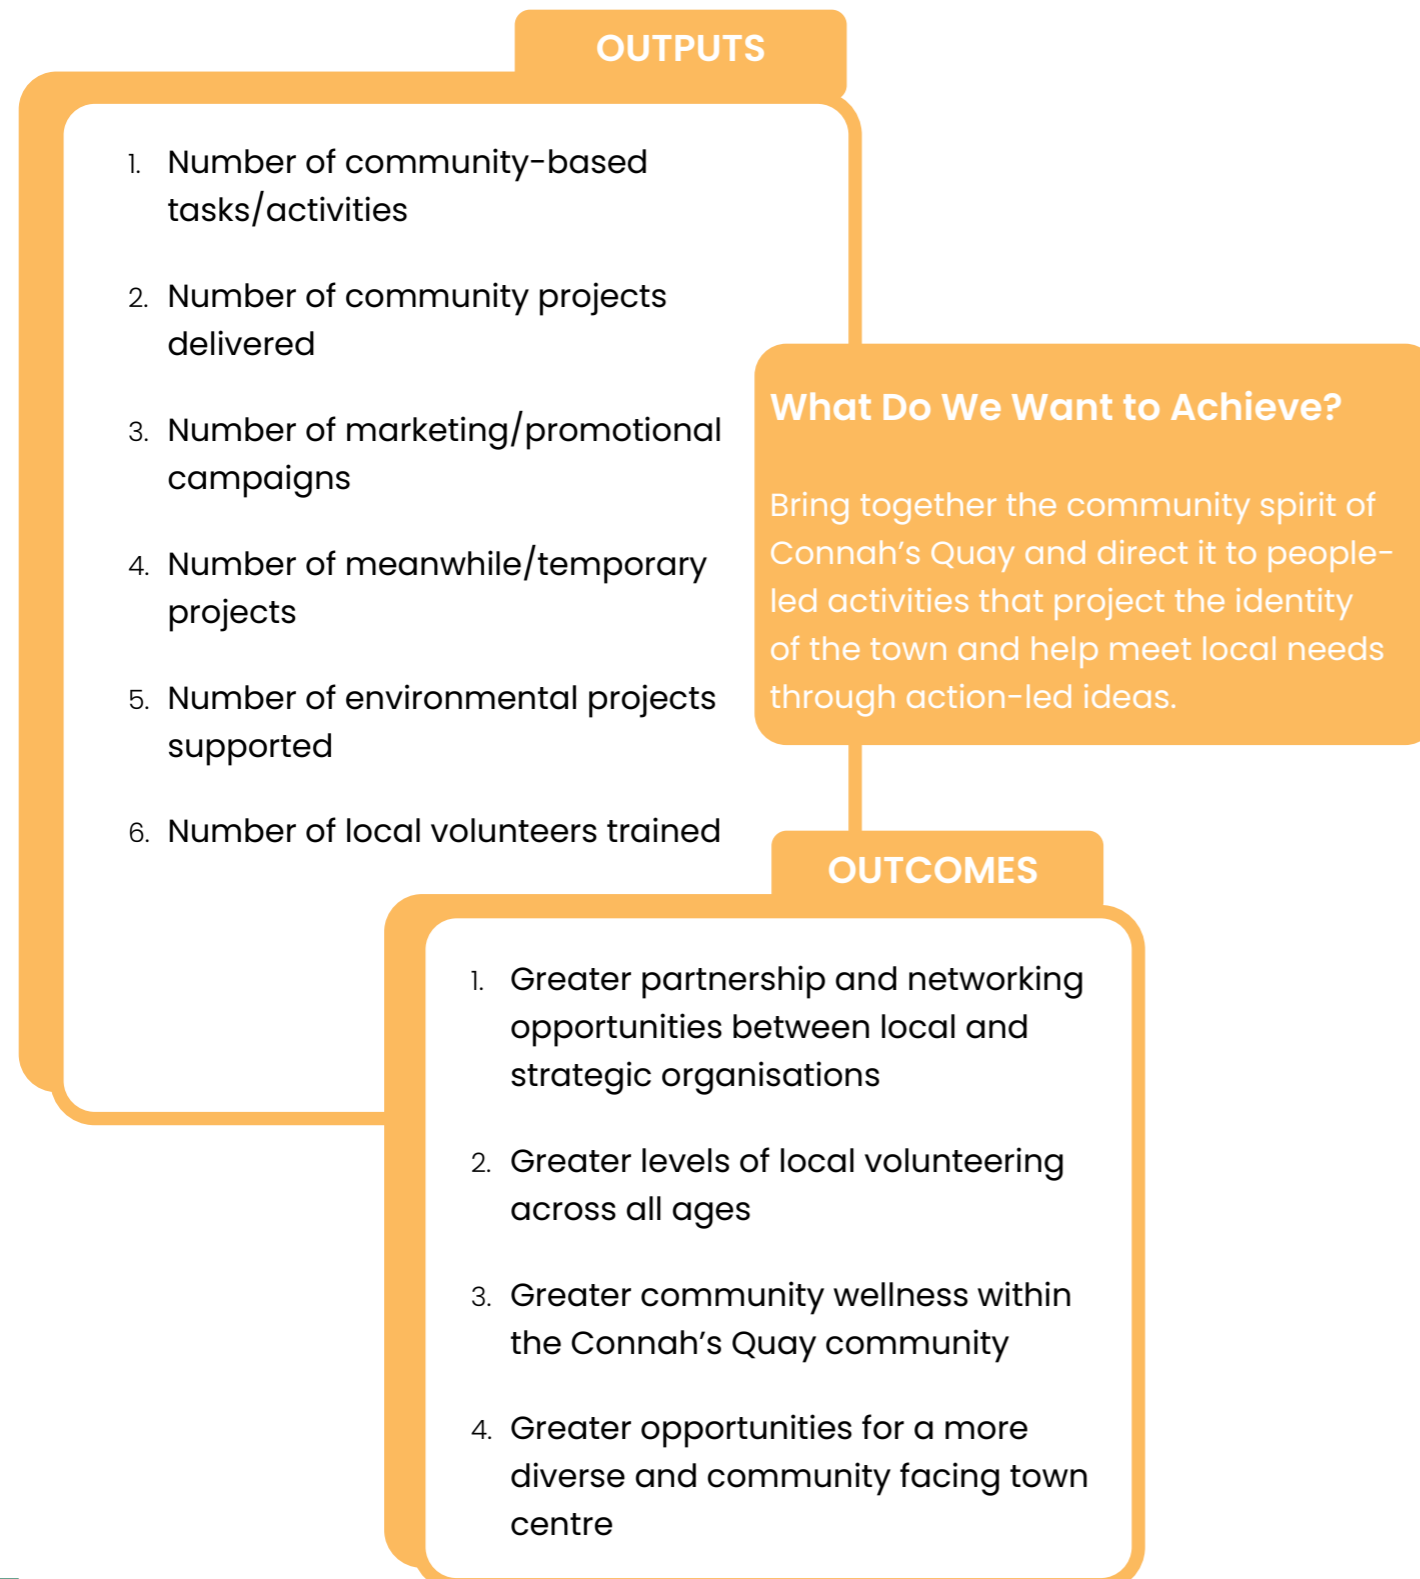 OUTPUTS
1. Number of community-based
tasks/activities
2. Number of community projects
delivered
3. Number of marketing/promotional
campaigns
4. Number of meanwhile/temporary
projects
5. Number of environmental projects
supported
6. Number of local volunteers trained
What Do We Want to Achieve?
Bring together the community spirit of
Connah’s Quay and direct it to people-
led activities that project the identity
of the town and help meet local needs
through action-led ideas.
OUTCOMES
1. Greater partnership and networking
opportunities between local and
strategic organisations
2. Greater levels of local volunteering
across all ages
3. Greater community wellness within
the Connah’s Quay community
4. Greater opportunities for a more
diverse and community facing town
centre